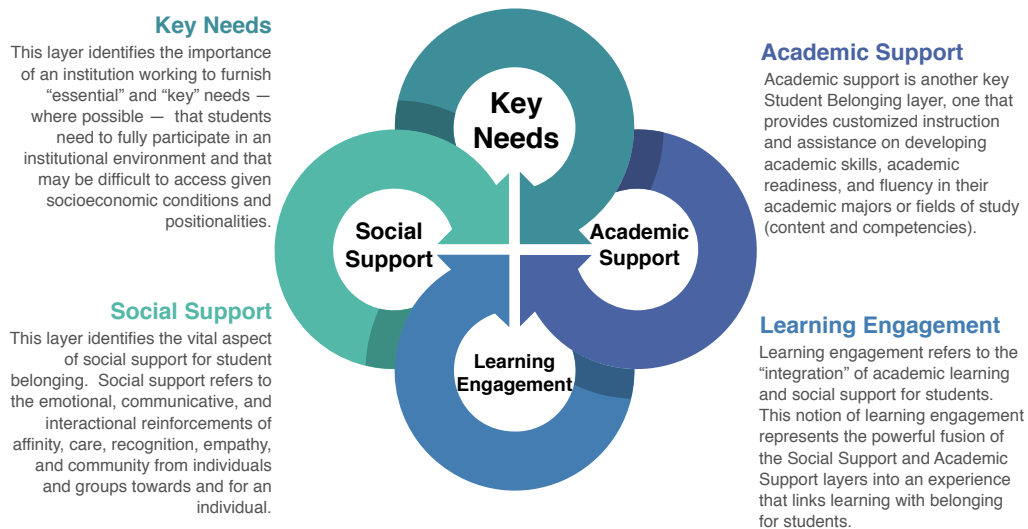 Key Needs
This layer identifies the importance
of an institution working to furnish
“essential” and “key” needs —
where possible — that students
need to fully participate in an
institutional environment and that
may be difficult to access given
socioeconomic conditions and
positionalities.
Social Support
This layer identifies the vital aspect
of social support for student
belonging. Social support refers to
the emotional, communicative, and
interactional reinforcements of
affinity, care, recognition, empathy,
and community from individuals
and groups towards and for an
individual.
Key
Needs
Social
Support
Academic
Support
Learning
Engagement
Academic Support
Academic support is another key
Student Belonging layer, one that
provides customized instruction
and assistance on developing
academic skills, academic
readiness, and fluency in their
academic majors or fields of study
(content and competencies).
Learning Engagement
Learning engagement refers to the
“integration” of academic learning
and social support for students.
This notion of learning engagement
represents the powerful fusion of
the Social Support and Academic
Support layers into an experience
that links learning with belonging
for students.